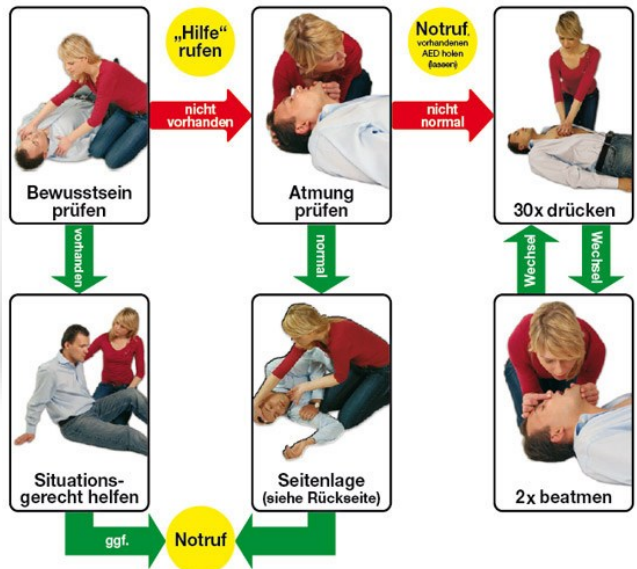 „Hilfe“
rufen
Notruf,
vorhandenen
AED holen
(lassen)
nicht
vorhanden
nicht
normal
Bewusstsein
prüfen
Atmung
prüfen
30x drücken
vorhanden
normal
Wechsel
Wechsel
Situations-
gerecht helfen
Seitenlage
(siehe Rückseite)
2x beatmen
ggf.
Notruf